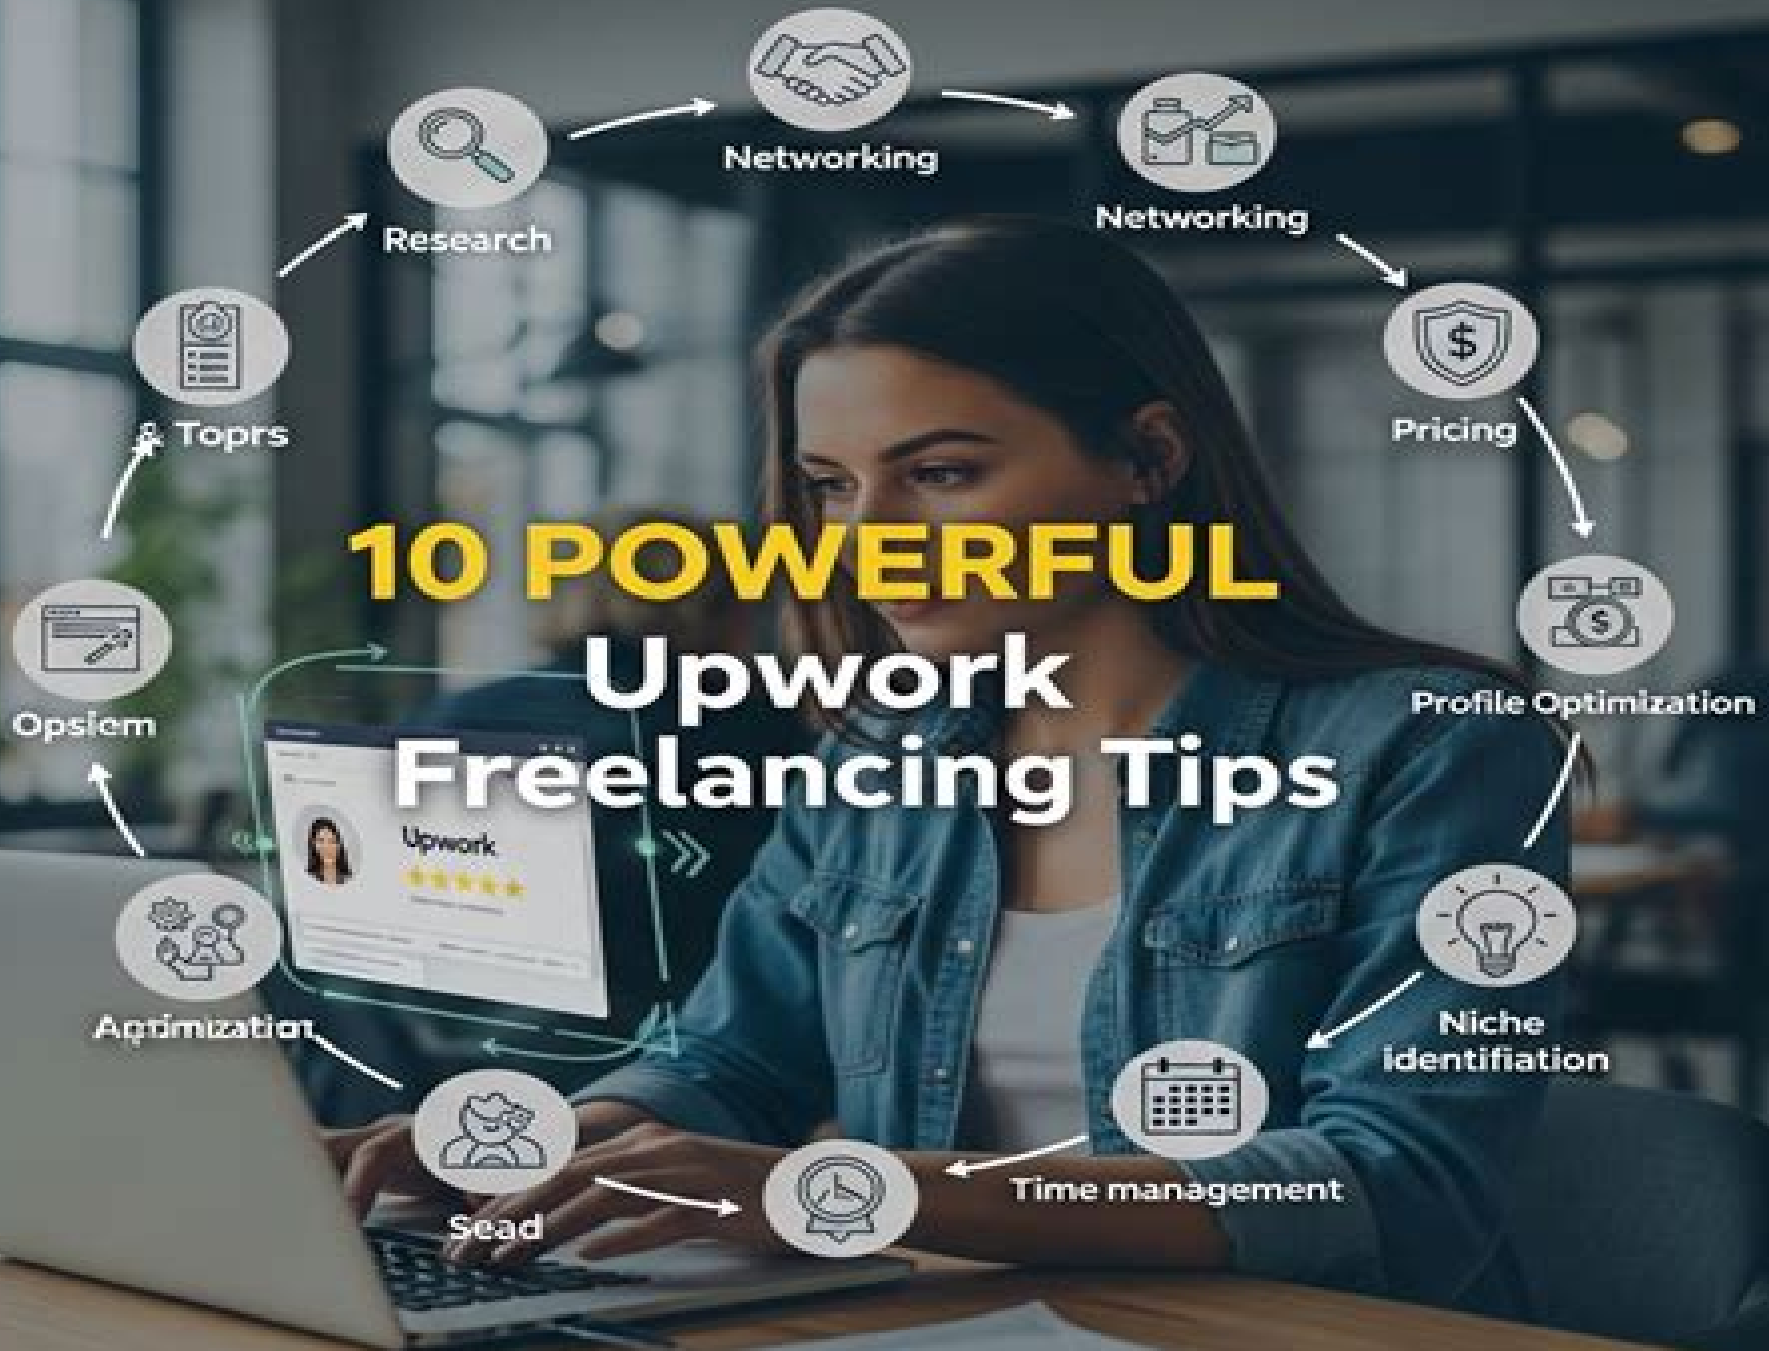 Networking
Networking
Research
Pricing
& Toprs
10 POWERFUL
Upwork
Freelancing Tips
Profile Optimization
Opsiem
Upwork
Niche
identifiation
Aotimization
Time management
Sead